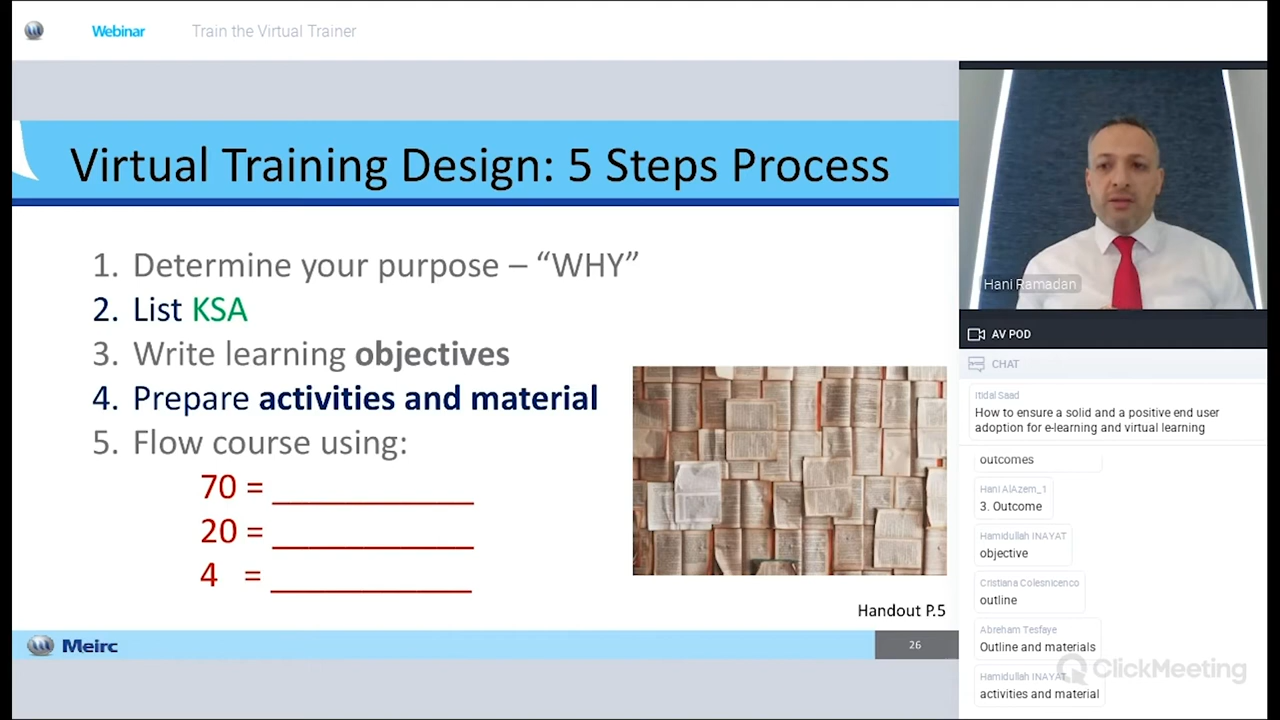 Webinar Train the Virtual Trainer
Virtual Training Design: 5 Steps Process
1. Determine your purpose – “WHY”
2. List KSA
3. Write learning objectives
4. Prepare activities and material
5. Flow course using:
70 = ___________
20 = ___________
4 = ___________
Handout P.5
Meirc
26
Hani Ramadan
AV POD
CHAT
Itidal Saad
How to ensure a solid and a positive end user
adoption for e-learning and virtual learning
outcomes
Hani AlAzem_1
3. Outcome
Hamidullah INAYAT
objective
Cristiana Colesnicenco
outline
Abreham Tesfaye
Outline and materials
Hamidullah INAYAT
activities and material
ClickMeeting